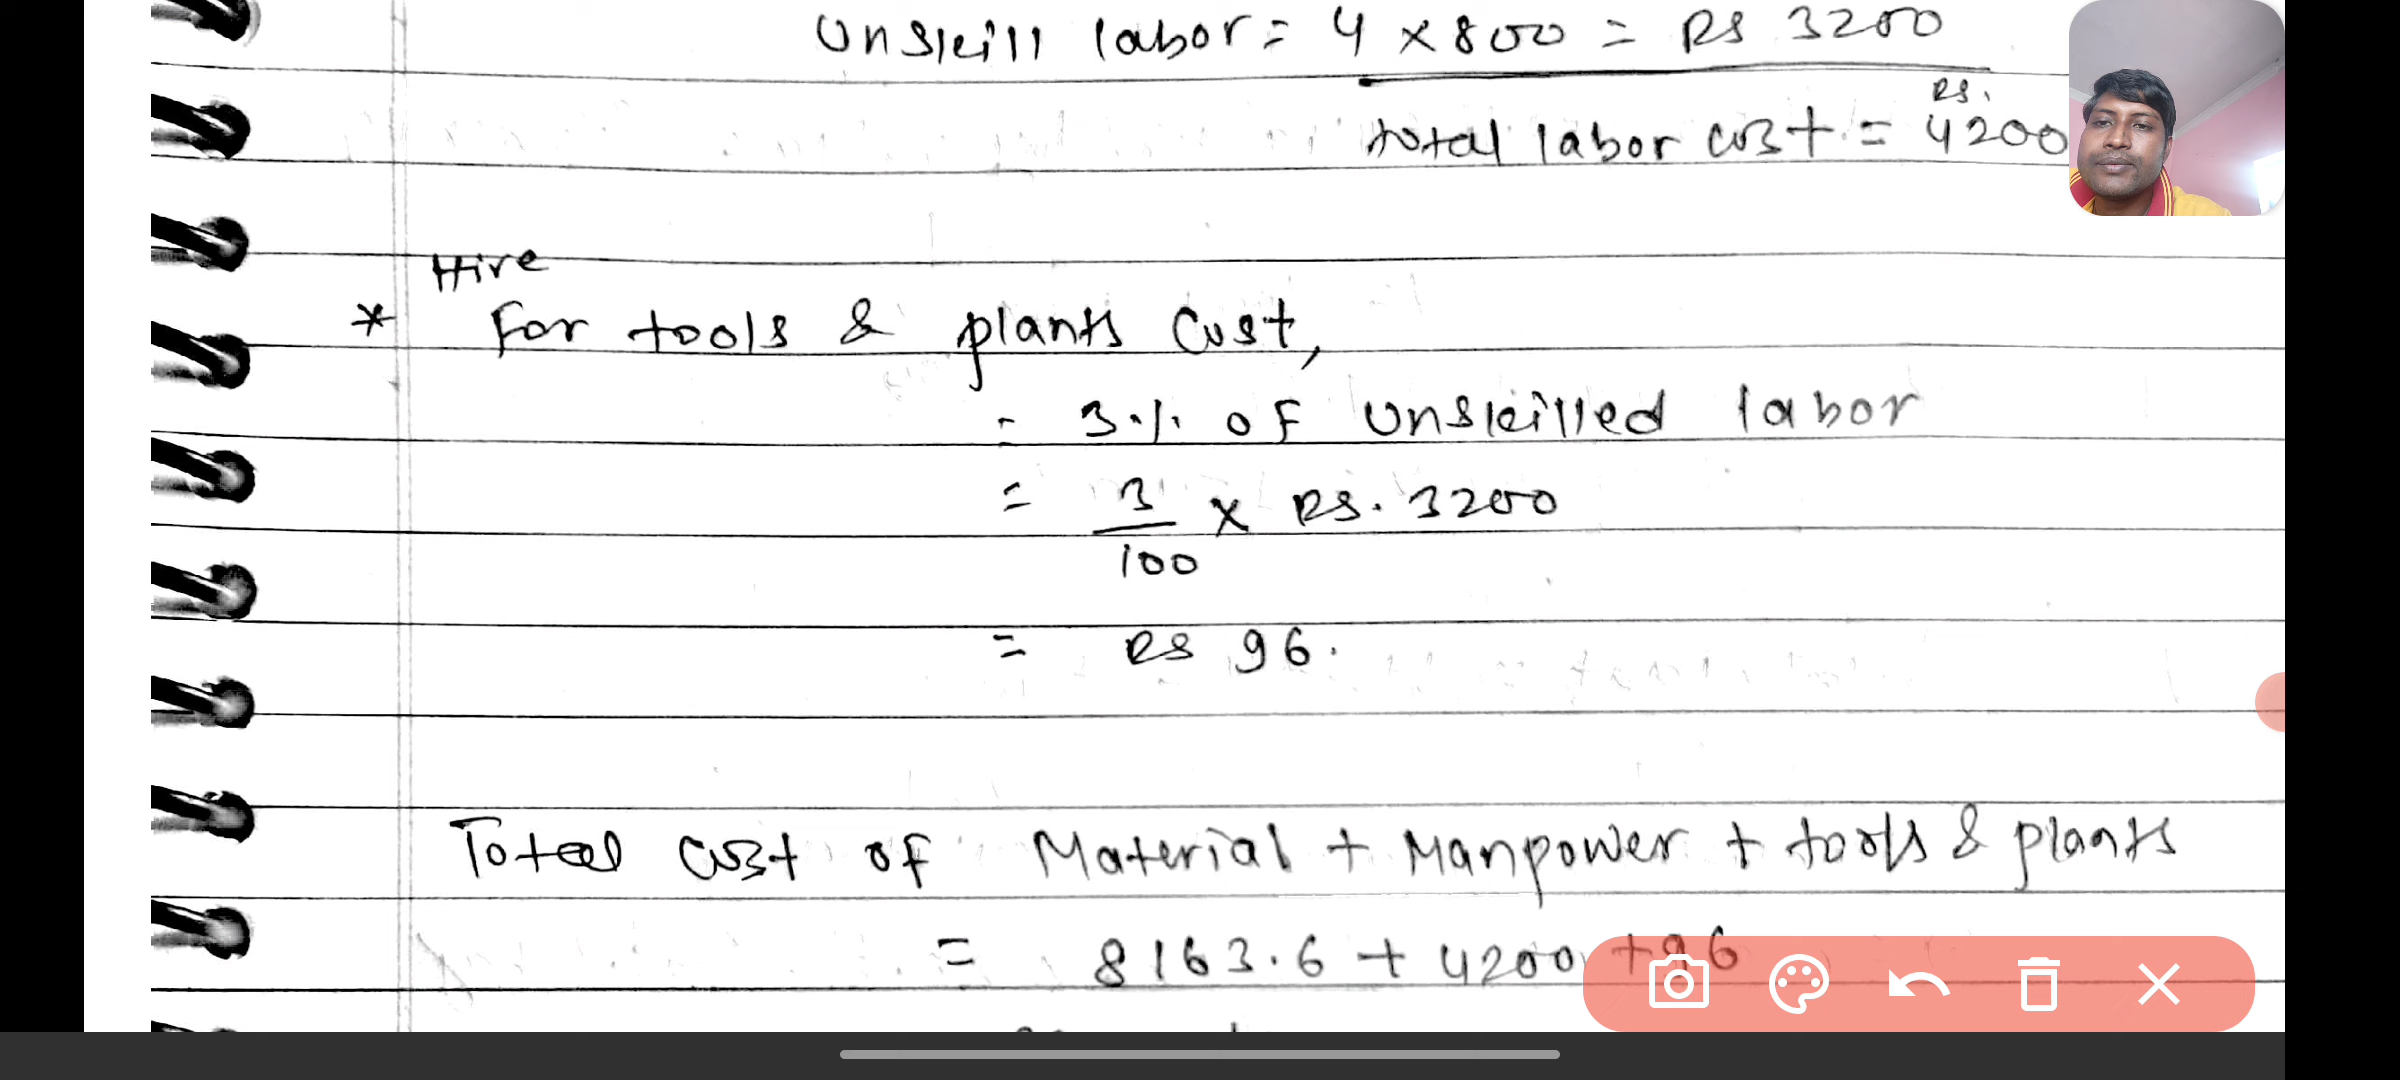 Unskill labor = 4 × 800 = RS 3200
RS.
total labor cost = 4200
Hire
* For tools & plants Cost,
= 3% of Unskilled labor
= 3/100 × RS. 3200
= RS 96.
Total cost of Material + Manpower + tools & plants
= 8163.6 + 4200 + 96